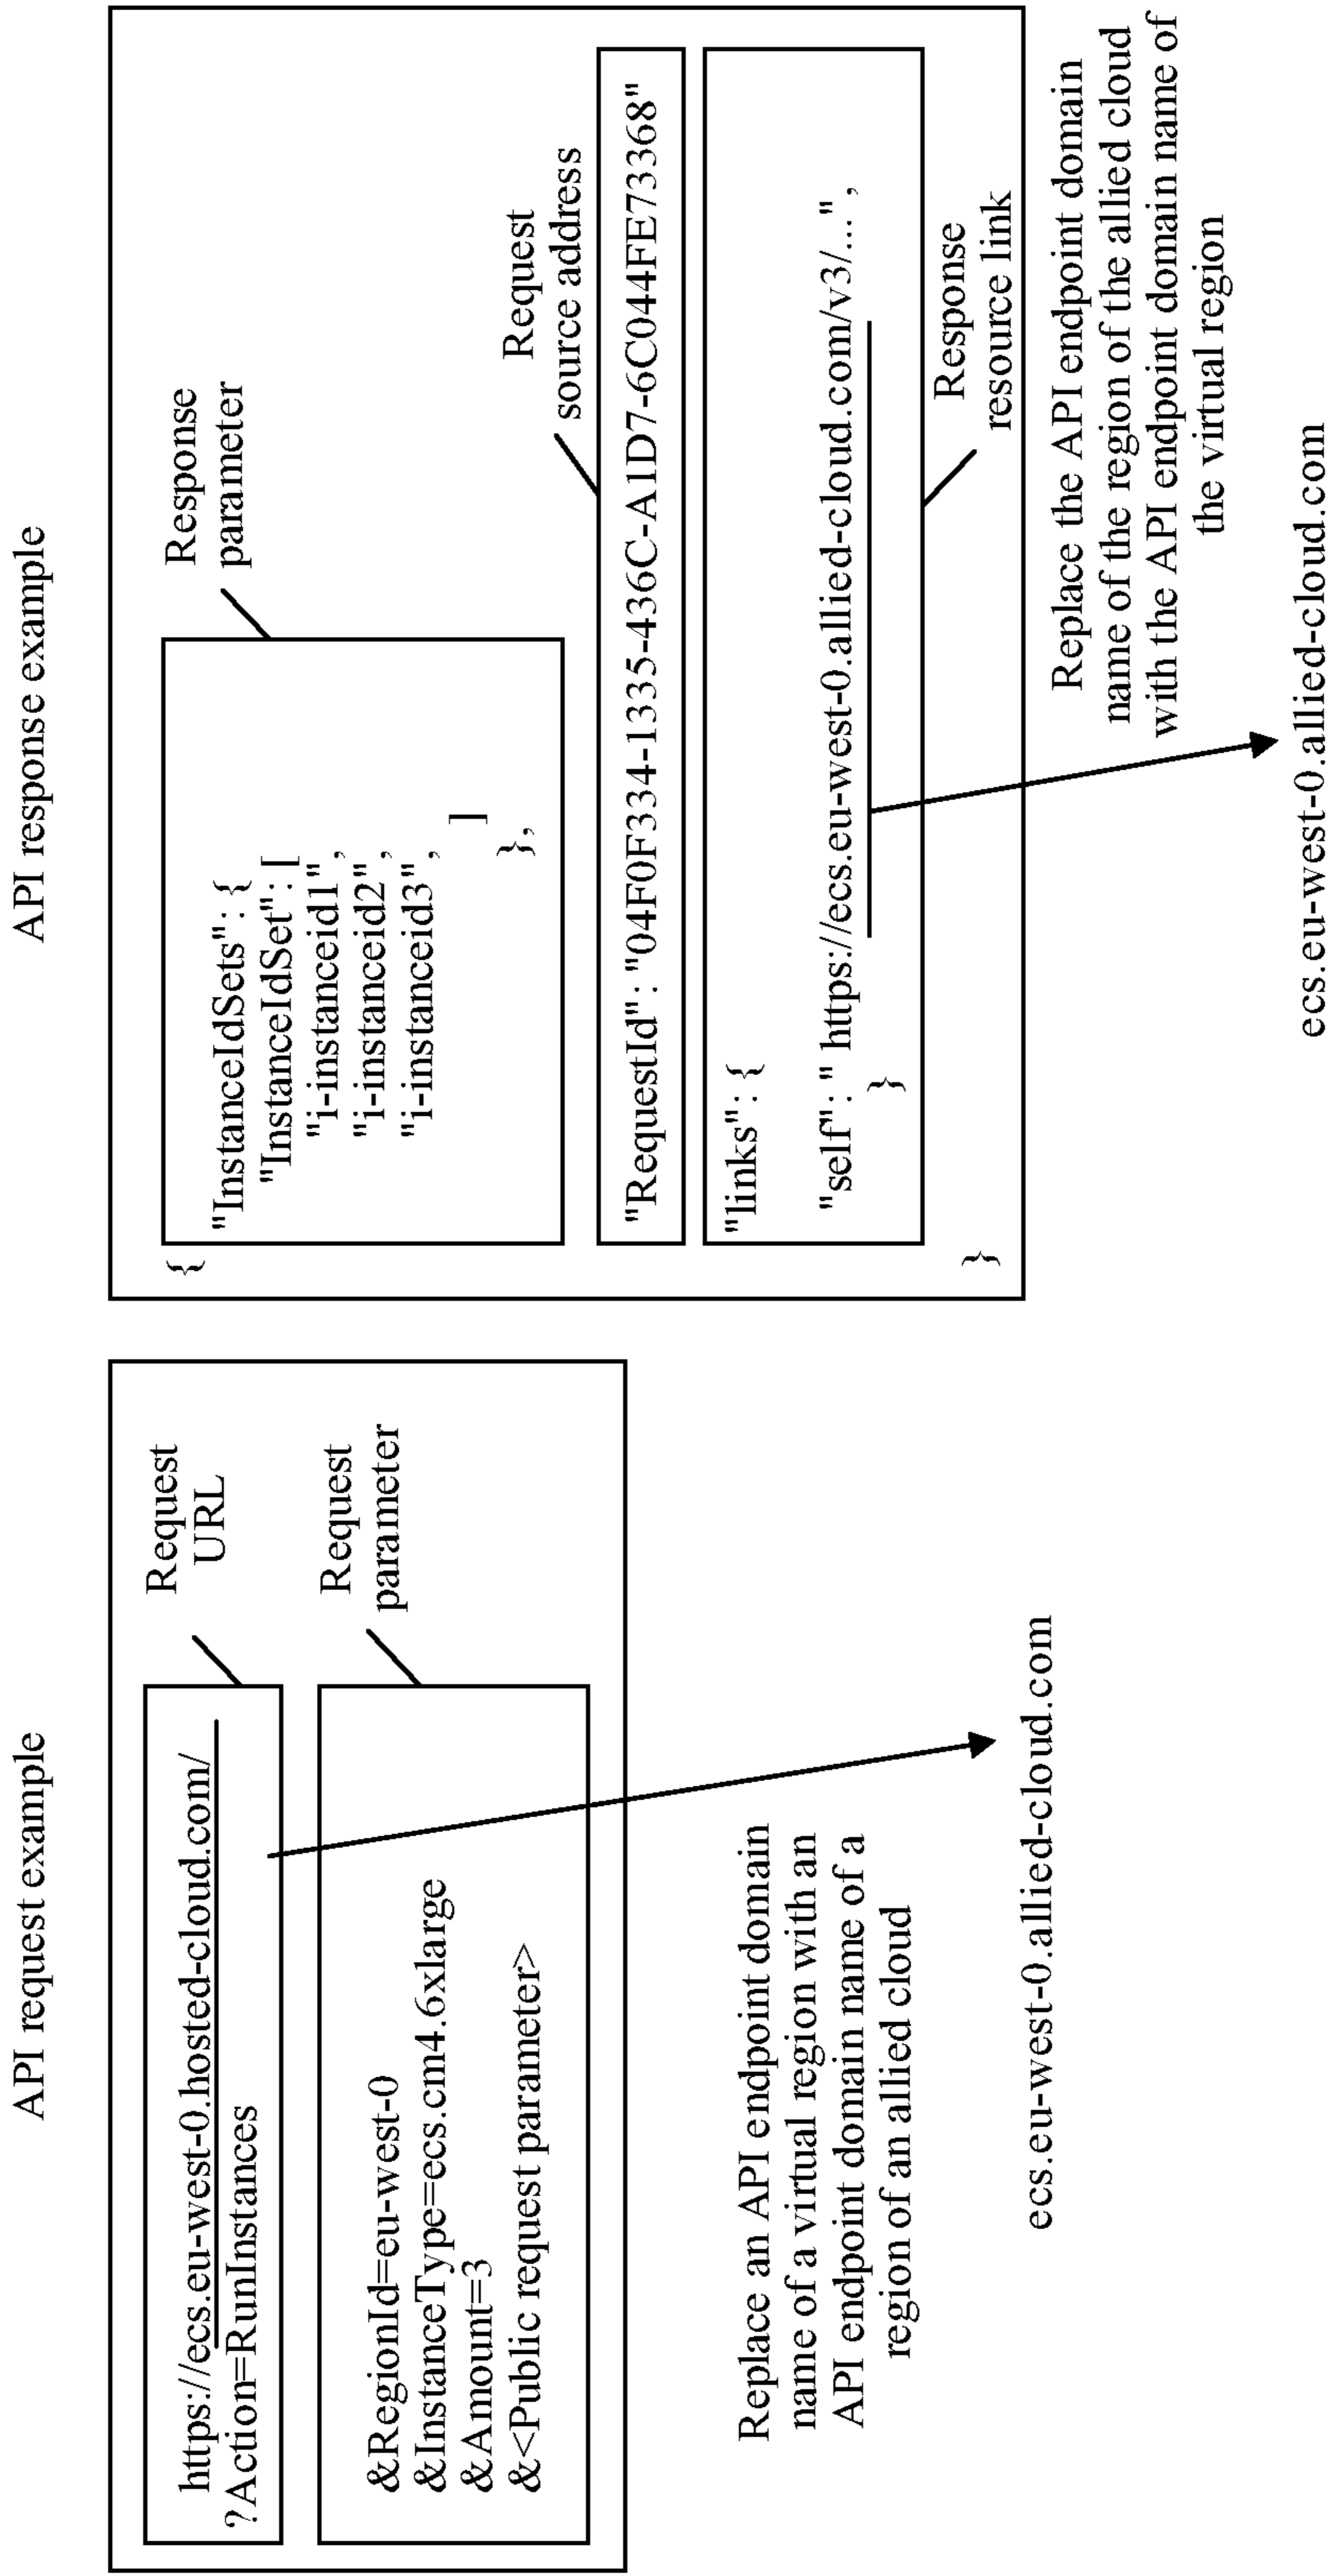 API request example
https://ecs.eu-west-0.hosted-cloud.com/
?Action=RunInstances
Request
URL
&RegionId=eu-west-0
&InstanceType=ecs.cm4.6xlarge
&Amount=3
&<Public request parameter>
Request
parameter
Replace an API endpoint domain
name of a virtual region with an
API endpoint domain name of a
region of an allied cloud
ecs.eu-west-0.allied-cloud.com
API response example
{
"InstanceIdSets": {
"InstanceIdSet": [
"i-instanceid1",
"i-instanceid2",
"i-instanceid3",
]
},
Response
parameter
"RequestId": "04F0F334-1335-436C-A1D7-6C044FE73368"
Request
source address
"links": {
"self": " https://ecs.eu-west-0.allied-cloud.com/v3/...",
}
Response
resource link
}
Replace the API endpoint domain
name of the region of the allied cloud
with the API endpoint domain name of
the virtual region
ecs.eu-west-0.allied-cloud.com